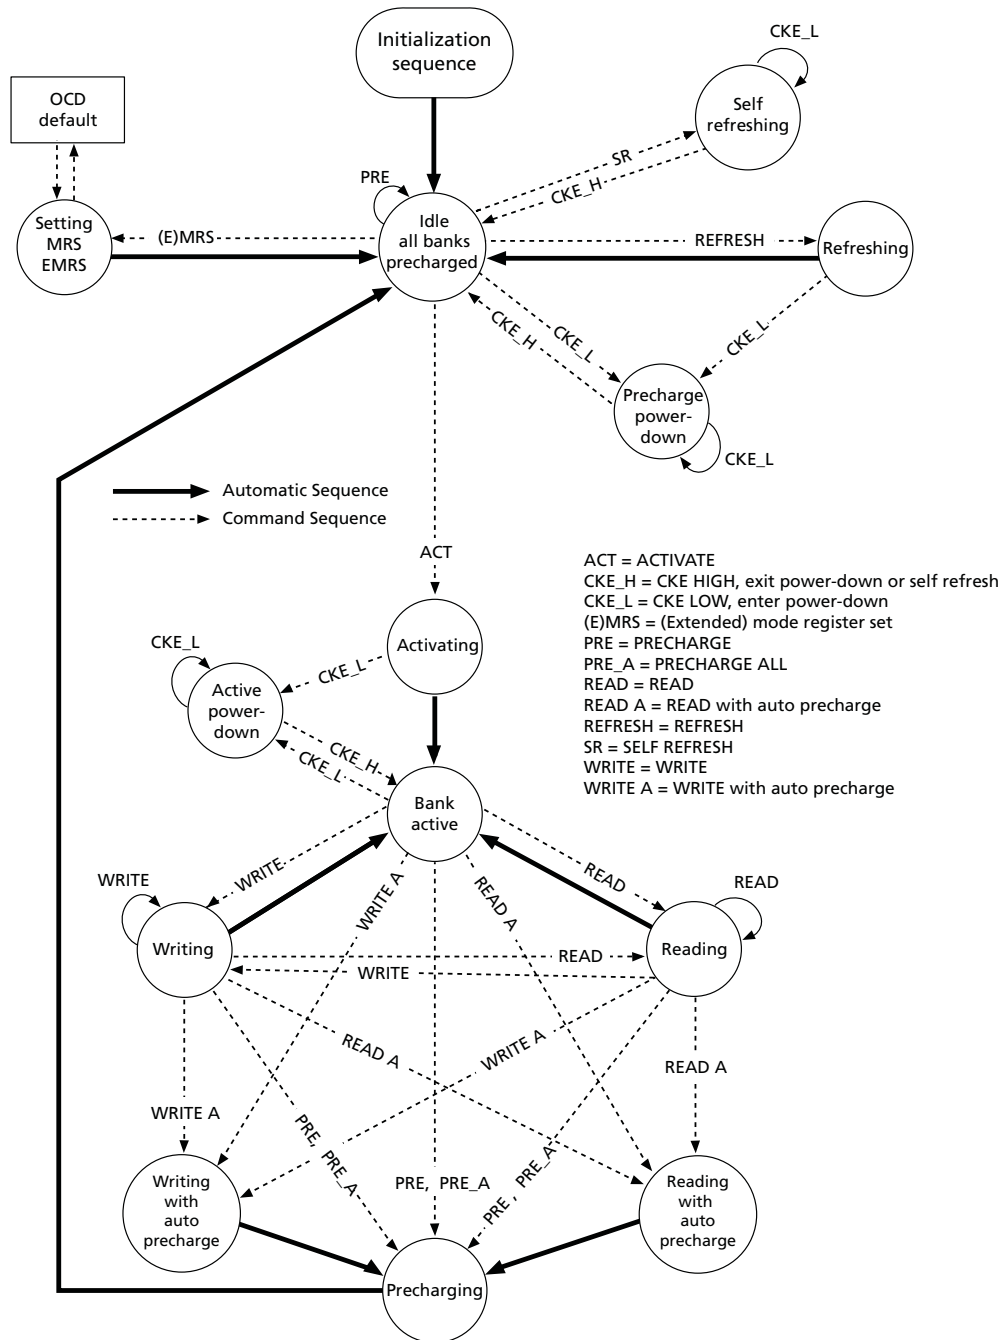 Initialization
sequence
CKE_L
OCD
default
Self
refreshing
SR
CKE_H
PRE
Setting
MRS
EMRS
(E)MRS
Idle
all banks
precharged
REFRESH
Refreshing
CKE_H
CKE_L
CKE_L
Precharge
power-
down
CKE_L
Automatic Sequence
Command Sequence
ACT
ACT = ACTIVATE
CKE_H = CKE HIGH, exit power-down or self refresh
CKE_L = CKE LOW, enter power-down
(E)MRS = (Extended) mode register set
PRE = PRECHARGE
PRE_A = PRECHARGE ALL
READ = READ
READ A = READ with auto precharge
REFRESH = REFRESH
SR = SELF REFRESH
WRITE = WRITE
WRITE A = WRITE with auto precharge
Activating
CKE_L
CKE_L
Active
power-
down
CKE_H
CKE_L
Bank
active
WRITE
WRITE
WRITE A
READ A
READ
READ
Writing
READ
WRITE
Reading
READ A
WRITE A
READ A
WRITE A
PRE, PRE_A
PRE, PRE_A
PRE, PRE_A
Writing
with
auto
precharge
Reading
with
auto
precharge
Precharging